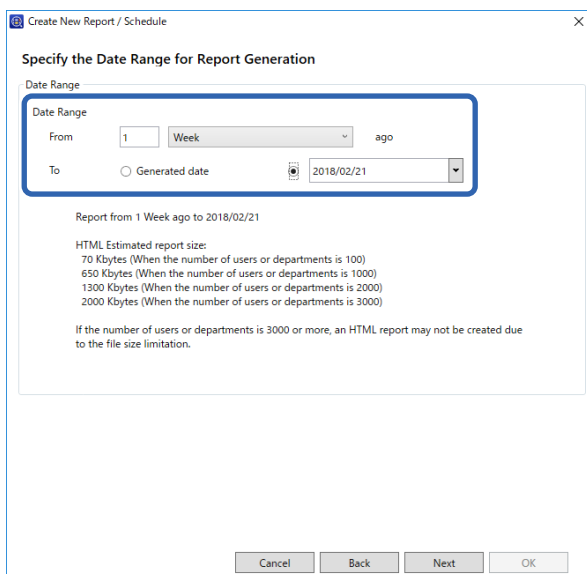 Create New Report / Schedule
Specify the Date Range for Report Generation
Date Range
Date Range
From 1 Week ago
To Generated date 2018/02/21
Report from 1 Week ago to 2018/02/21
HTML Estimated report size:
70 Kbytes (When the number of users or departments is 100)
650 Kbytes (When the number of users or departments is 1000)
1300 Kbytes (When the number of users or departments is 2000)
2000 Kbytes (When the number of users or departments is 3000)
If the number of users or departments is 3000 or more, an HTML report may not be created due
to the file size limitation.
Cancel Back Next OK